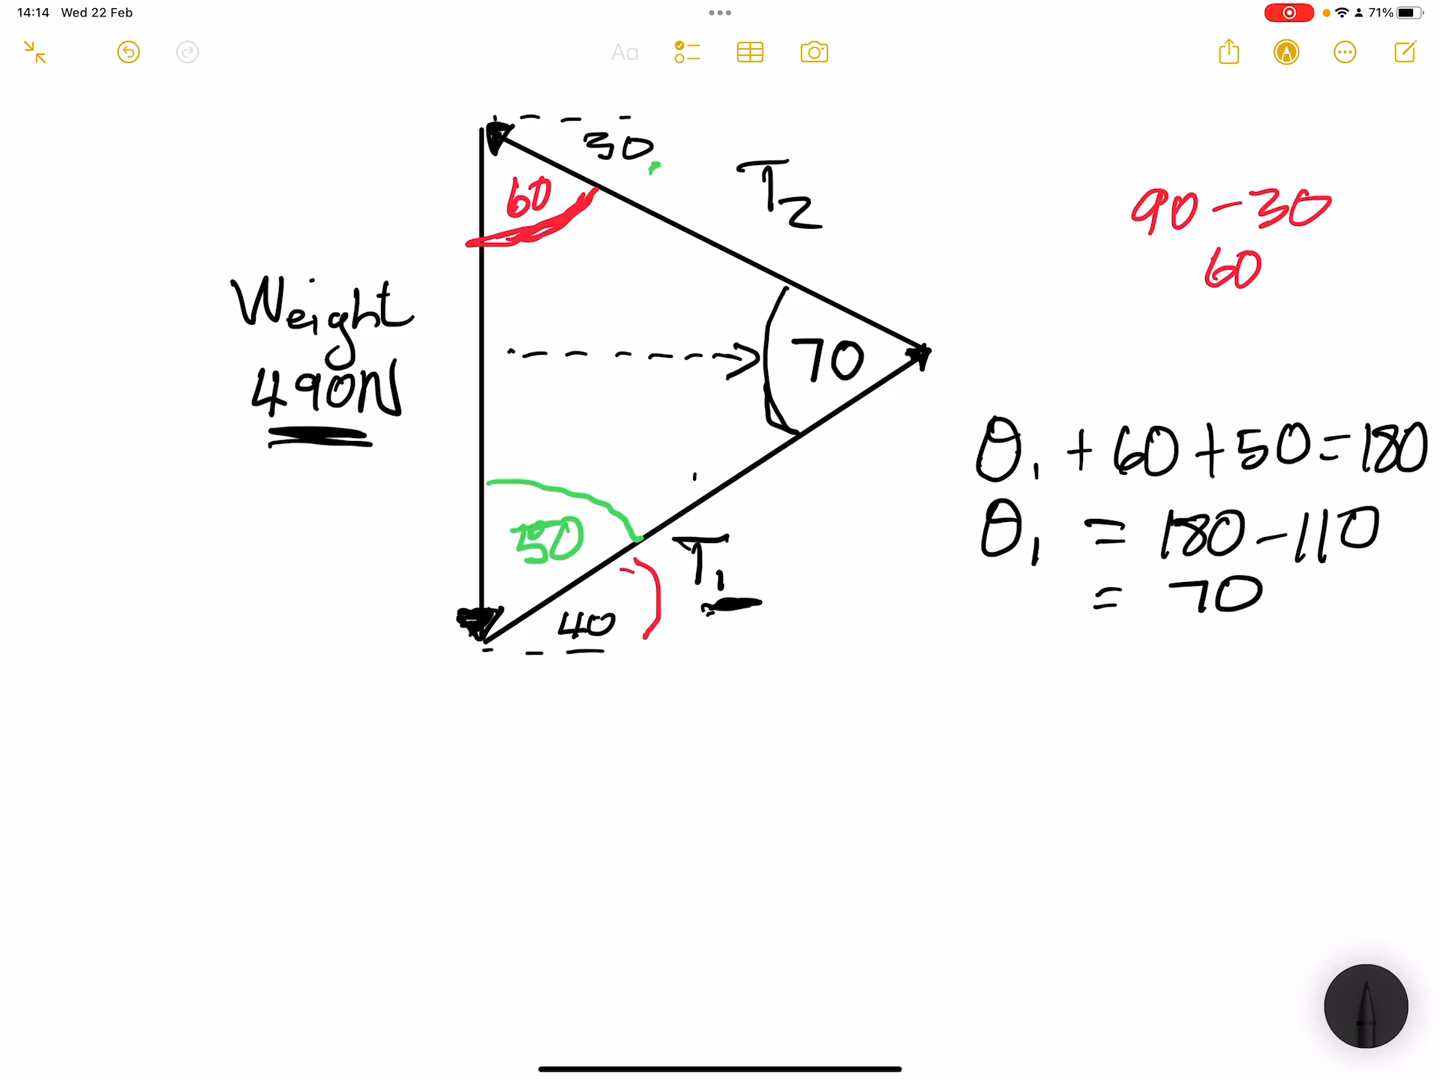 14:14 Wed 22 Feb
71%
Aa
30
T2
60
90-30
60
Weight
490N
70
θ1 + 60 + 50 = 180
θ1 = 180 - 110
= 70
50
T1
40